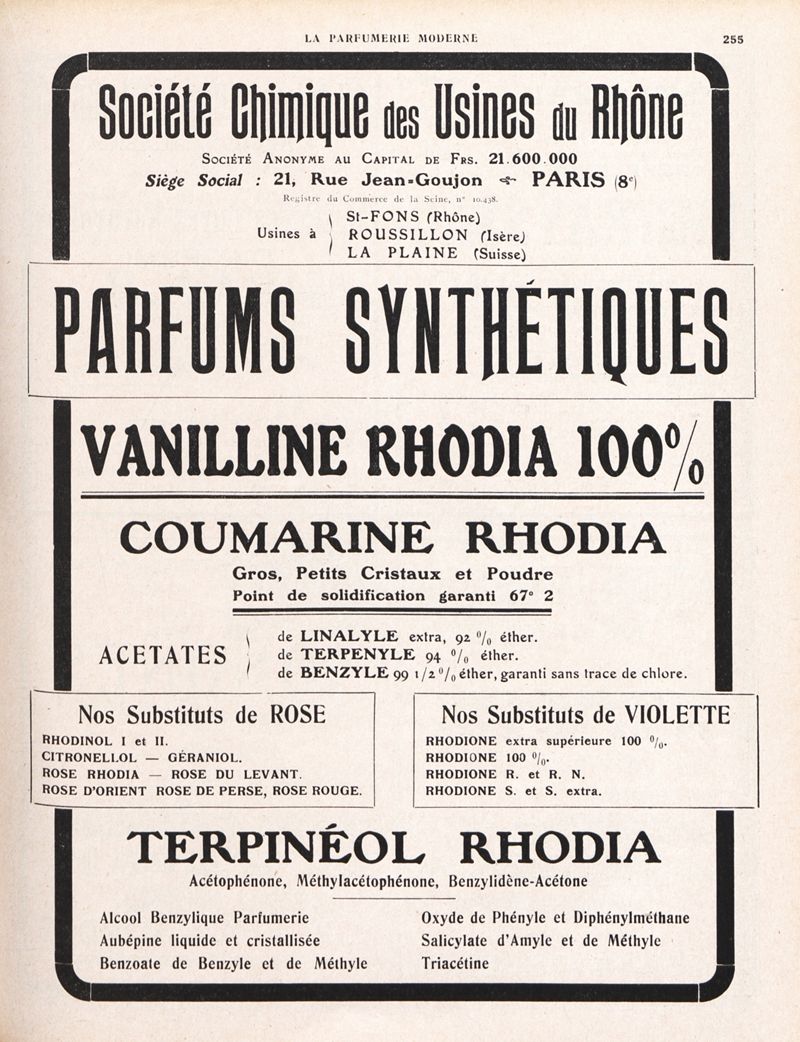 LA PARFUMERIE MODERNE 255
Société Chimique des Usines du Rhône
SOCIÉTÉ ANONYME AU CAPITAL DE FRS. 21.600.000
Siège Social : 21, Rue Jean-Goujon PARIS (8e)
Registre du Commerce de la Seine, n° 10.438.
St-FONS (Rhône)
Usines à ROUSSILLON (Isère)
LA PLAINE (Suisse)
PARFUMS SYNTHÉTIQUES
VANILLINE RHODIA 100%
COUMARINE RHODIA
Gros, Petits Cristaux et Poudre
Point de solidification garanti 67° 2
de LINALYLE extra, 92 % éther.
ACETATES de TERPENYLE 94 % éther.
de BENZYLE 99 1/2 % éther, garanti sans trace de chlore.
Nos Substituts de ROSE
RHODINOL I et II.
CITRONELLOL — GÉRANIOL.
ROSE RHODIA — ROSE DU LEVANT.
ROSE D'ORIENT ROSE DE PERSE, ROSE ROUGE.
Nos Substituts de VIOLETTE
RHODIONE extra supérieure 100 %.
RHODIONE 100 %.
RHODIONE R. et R. N.
RHODIONE S. et S. extra.
TERPINÉOL RHODIA
Acétophénone, Méthylacétophénone, Benzylidène-Acétone
Alcool Benzylique Parfumerie
Aubépine liquide et cristallisée
Benzoate de Benzyle et de Méthyle
Oxyde de Phényle et Diphénylméthane
Salicylate d'Amyle et de Méthyle
Triacétine